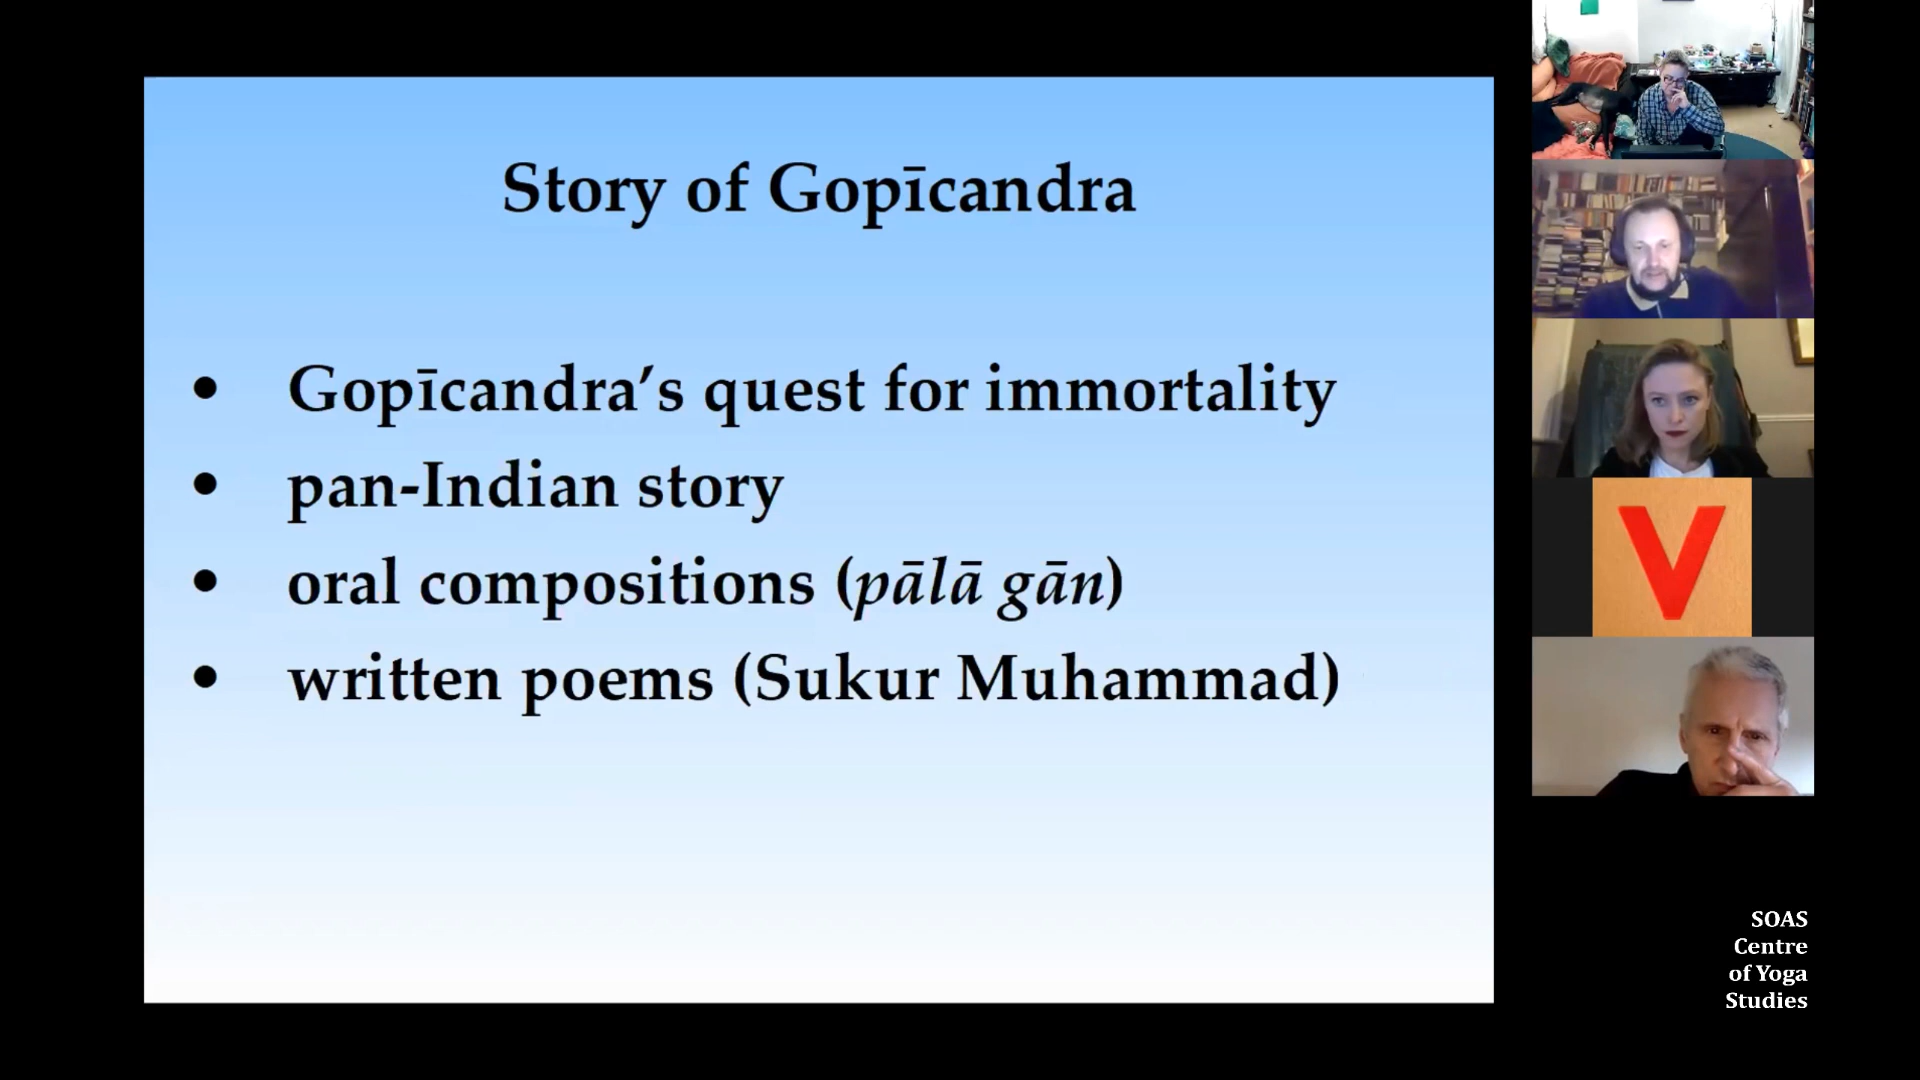 Story of Gopīcandra
• Gopīcandra’s quest for immortality
• pan-Indian story
• oral compositions (pālā gān)
• written poems (Sukur Muhammad)
V
SOAS
Centre
of Yoga
Studies